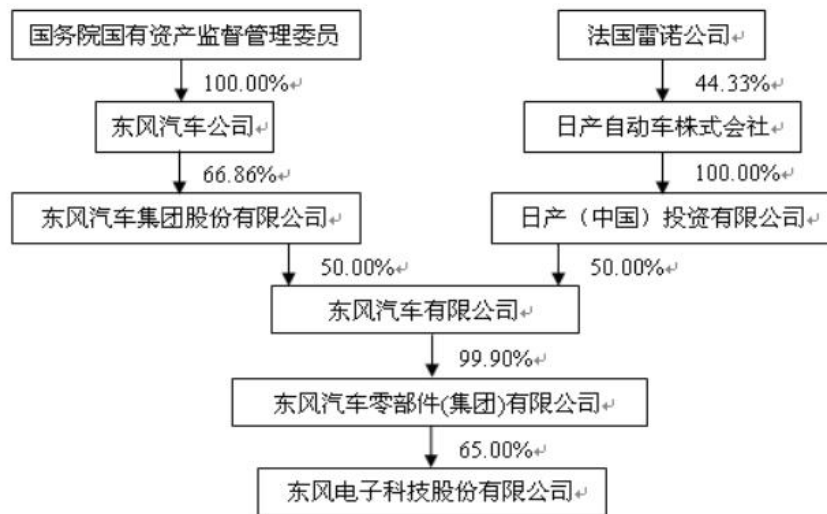 国务院国有资产监督管理委员
法国雷诺公司↵
100.00%↵
44.33%↵
东风汽车公司↵
日产自动车株式会社↵
66.86%↵
100.00%↵
东风汽车集团股份有限公司↵
日产（中国）投资有限公司↵
50.00%↵
50.00%↵
东风汽车有限公司↵
99.90%↵
东风汽车零部件(集团)有限公司↵
65.00%↵
东风电子科技股份有限公司↵